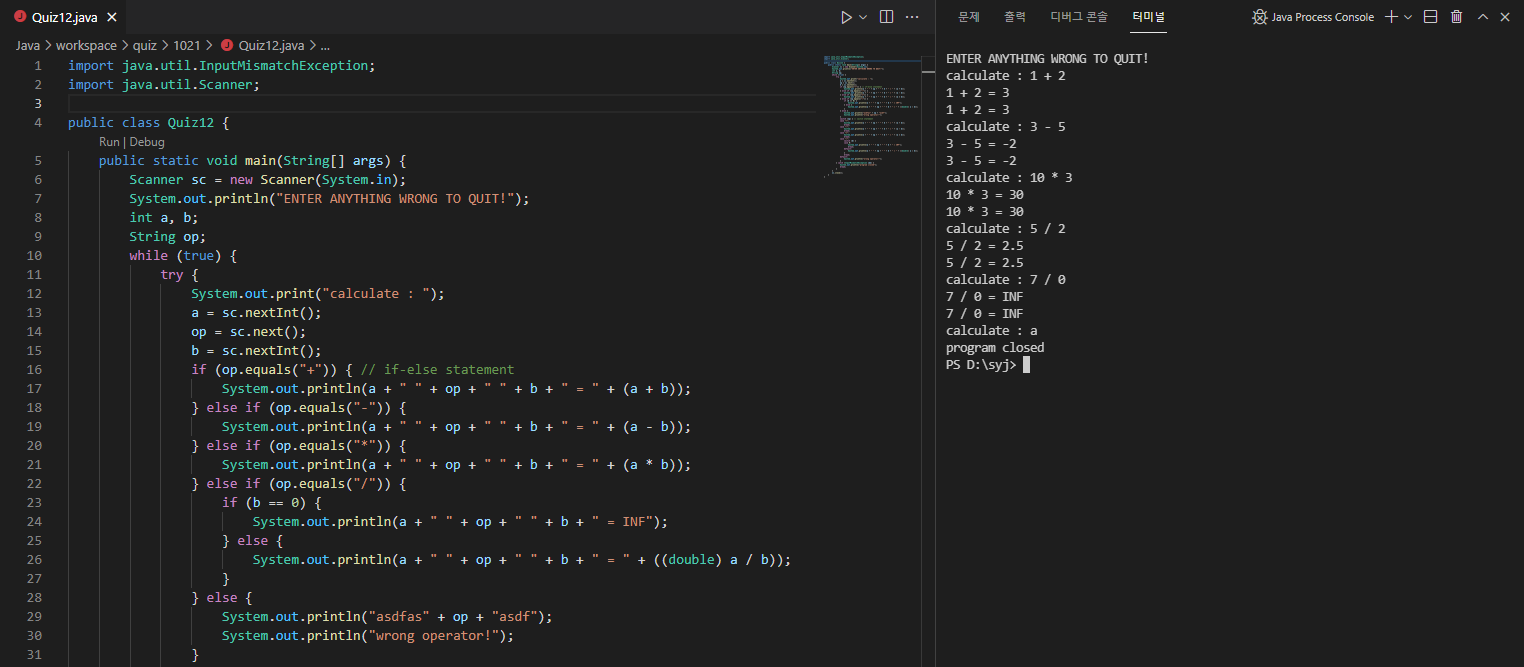 Quiz12.java
Java > workspace > quiz > 1021 > Quiz12.java > ...
1 import java.util.InputMismatchException;
2 import java.util.Scanner;
3
4 public class Quiz12 {
Run | Debug
5 public static void main(String[] args) {
6 Scanner sc = new Scanner(System.in);
7 System.out.println("ENTER ANYTHING WRONG TO QUIT!");
8 int a, b;
9 String op;
10 while (true) {
11 try {
12 System.out.print("calculate : ");
13 a = sc.nextInt();
14 op = sc.next();
15 b = sc.nextInt();
16 if (op.equals("+")) { // if-else statement
17 System.out.println(a + " " + op + " " + b + " = " + (a + b));
18 } else if (op.equals("-")) {
19 System.out.println(a + " " + op + " " + b + " = " + (a - b));
20 } else if (op.equals("*")) {
21 System.out.println(a + " " + op + " " + b + " = " + (a * b));
22 } else if (op.equals("/")) {
23 if (b == 0) {
24 System.out.println(a + " " + op + " " + b + " = INF");
25 } else {
26 System.out.println(a + " " + op + " " + b + " = " + ((double) a / b));
27 }
28 } else {
29 System.out.println("asdfas" + op + "asdf");
30 System.out.println("wrong operator!");
31 }
문제 출력 디버그 콘솔 터미널 Java Process Console
ENTER ANYTHING WRONG TO QUIT!
calculate : 1 + 2
1 + 2 = 3
1 + 2 = 3
calculate : 3 - 5
3 - 5 = -2
3 - 5 = -2
calculate : 10 * 3
10 * 3 = 30
10 * 3 = 30
calculate : 5 / 2
5 / 2 = 2.5
5 / 2 = 2.5
calculate : 7 / 0
7 / 0 = INF
7 / 0 = INF
calculate : a
program closed
PS D:\syj>